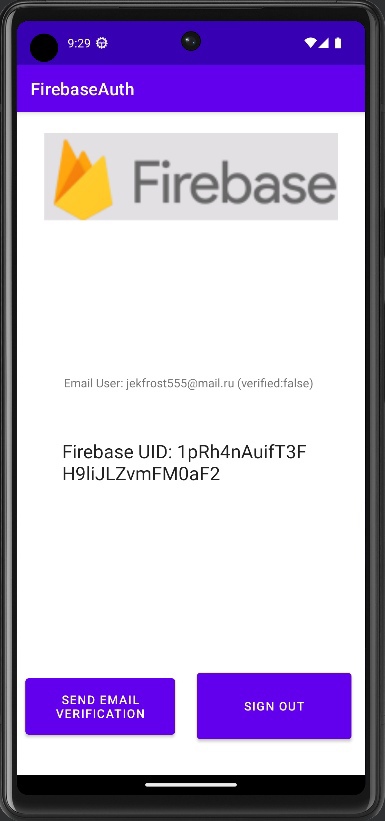 9:29
FirebaseAuth
Firebase
Email User: jekfrost555@mail.ru (verified:false)
Firebase UID: 1pRh4nAuifT3F
H9liJLZvmFM0aF2
SEND EMAIL
VERIFICATION
SIGN OUT